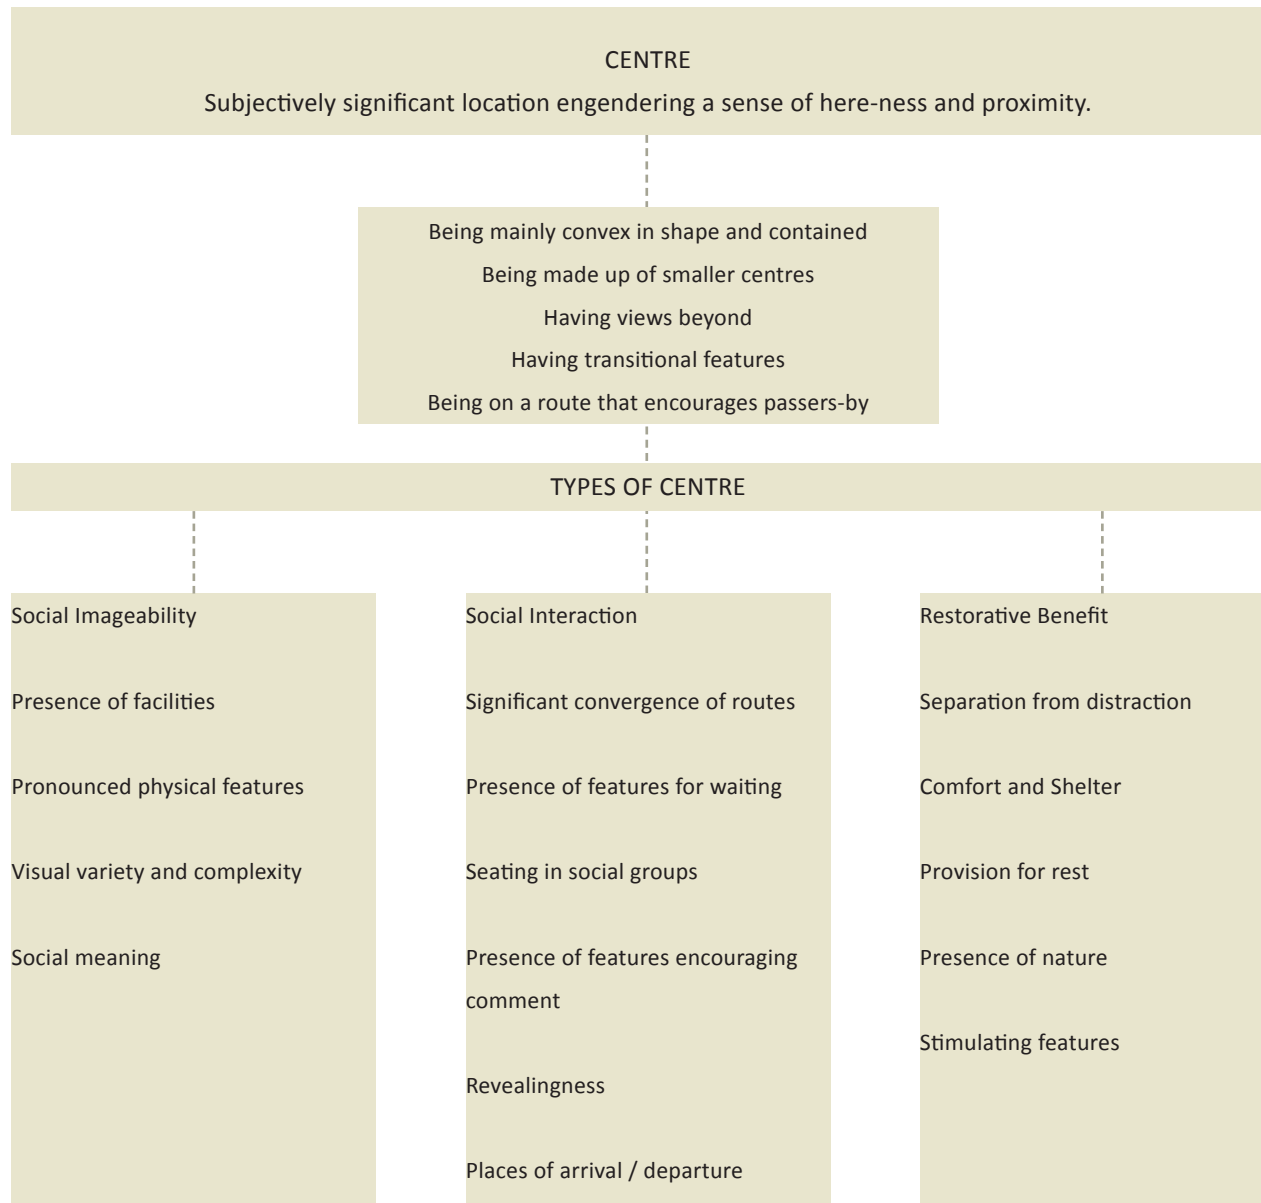 CENTRE
Subjectively significant location engendering a sense of here-ness and proximity.
Being mainly convex in shape and contained
Being made up of smaller centres
Having views beyond
Having transitional features
Being on a route that encourages passers-by
TYPES OF CENTRE
Social Imageability
Presence of facilities
Pronounced physical features
Visual variety and complexity
Social meaning
Social Interaction
Significant convergence of routes
Presence of features for waiting
Seating in social groups
Presence of features encouraging
comment
Revealingness
Places of arrival / departure
Restorative Benefit
Separation from distraction
Comfort and Shelter
Provision for rest
Presence of nature
Stimulating features